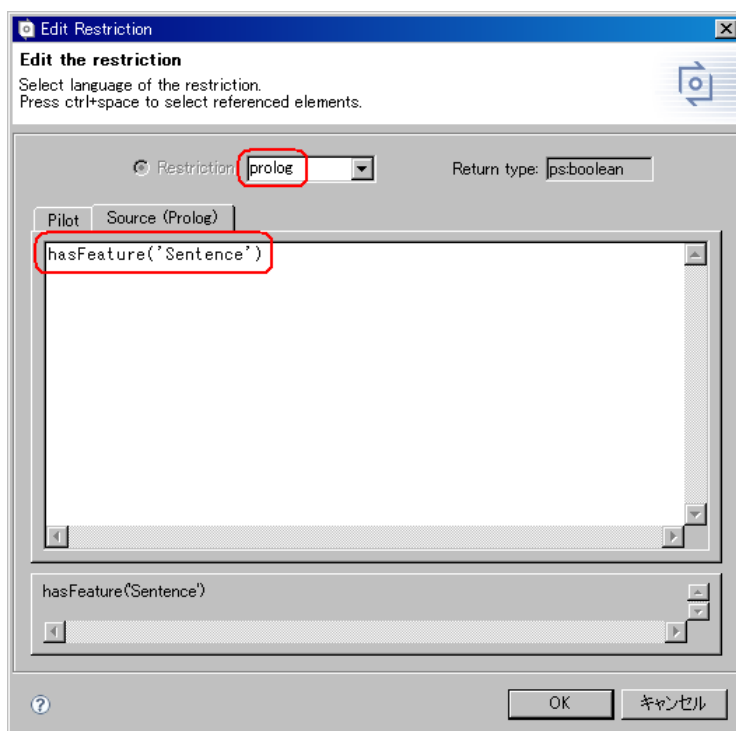 Edit Restriction
Edit the restriction
Select language of the restriction.
Press ctrl+space to select referenced elements.
Restriction prolog Return type: ps:boolean
Pilot Source (Prolog)
hasFeature('Sentence')
hasFeature('Sentence')
OK キャンセル